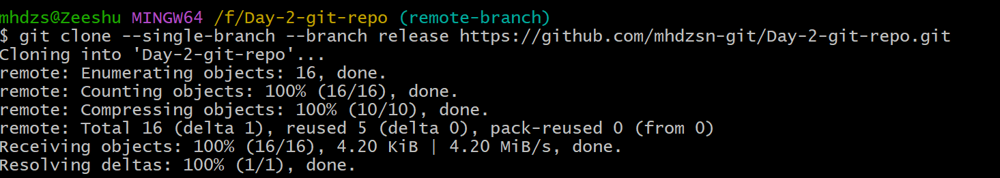 mhdzs@Zeeshu MINGW64 /f/Day-2-git-repo (remote-branch)
$ git clone --single-branch --branch release https://github.com/mhdzsn-git/Day-2-git-repo.git
Cloning into 'Day-2-git-repo'...
remote: Enumerating objects: 16, done.
remote: Counting objects: 100% (16/16), done.
remote: Compressing objects: 100% (10/10), done.
remote: Total 16 (delta 1), reused 5 (delta 0), pack-reused 0 (from 0)
Receiving objects: 100% (16/16), 4.20 KiB | 4.20 MiB/s, done.
Resolving deltas: 100% (1/1), done.